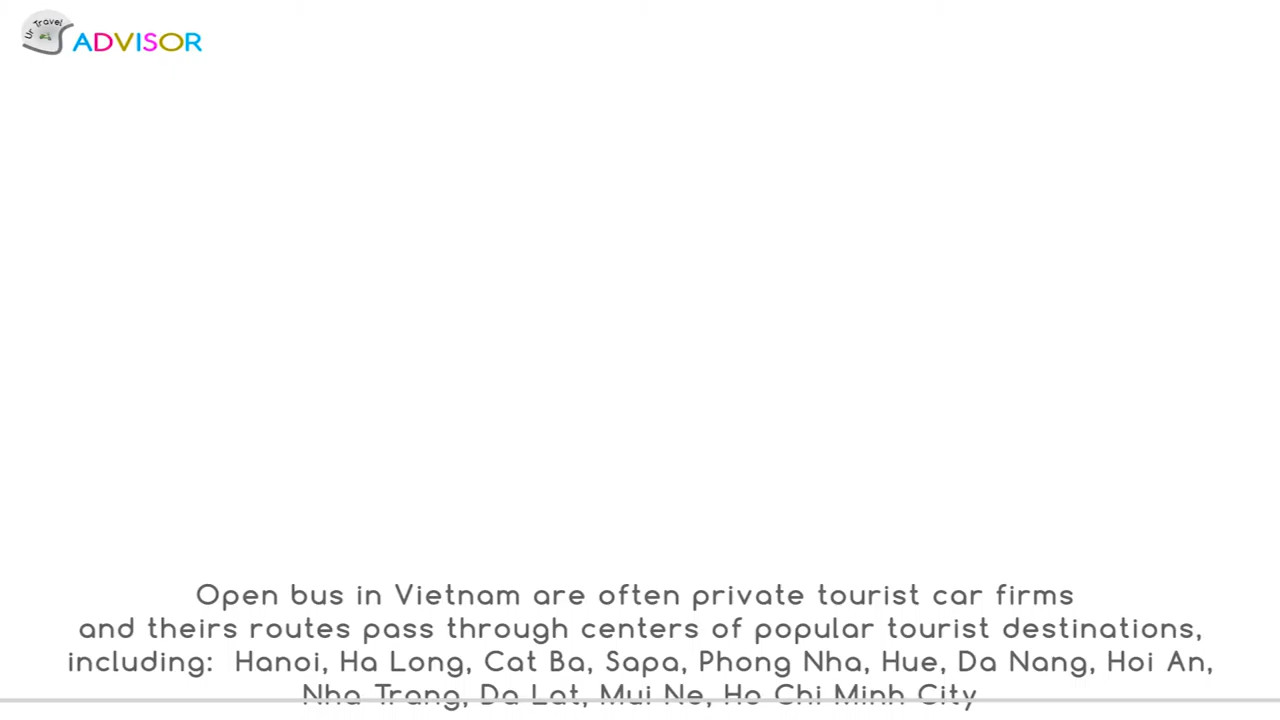 Ur Travel
ADVISOR
Open bus in Vietnam are often private tourist car firms
and theirs routes pass through centers of popular tourist destinations,
including: Hanoi, Ha Long, Cat Ba, Sapa, Phong Nha, Hue, Da Nang, Hoi An,
Nha Trang, Da Lat, Mui Ne, Ho Chi Minh City